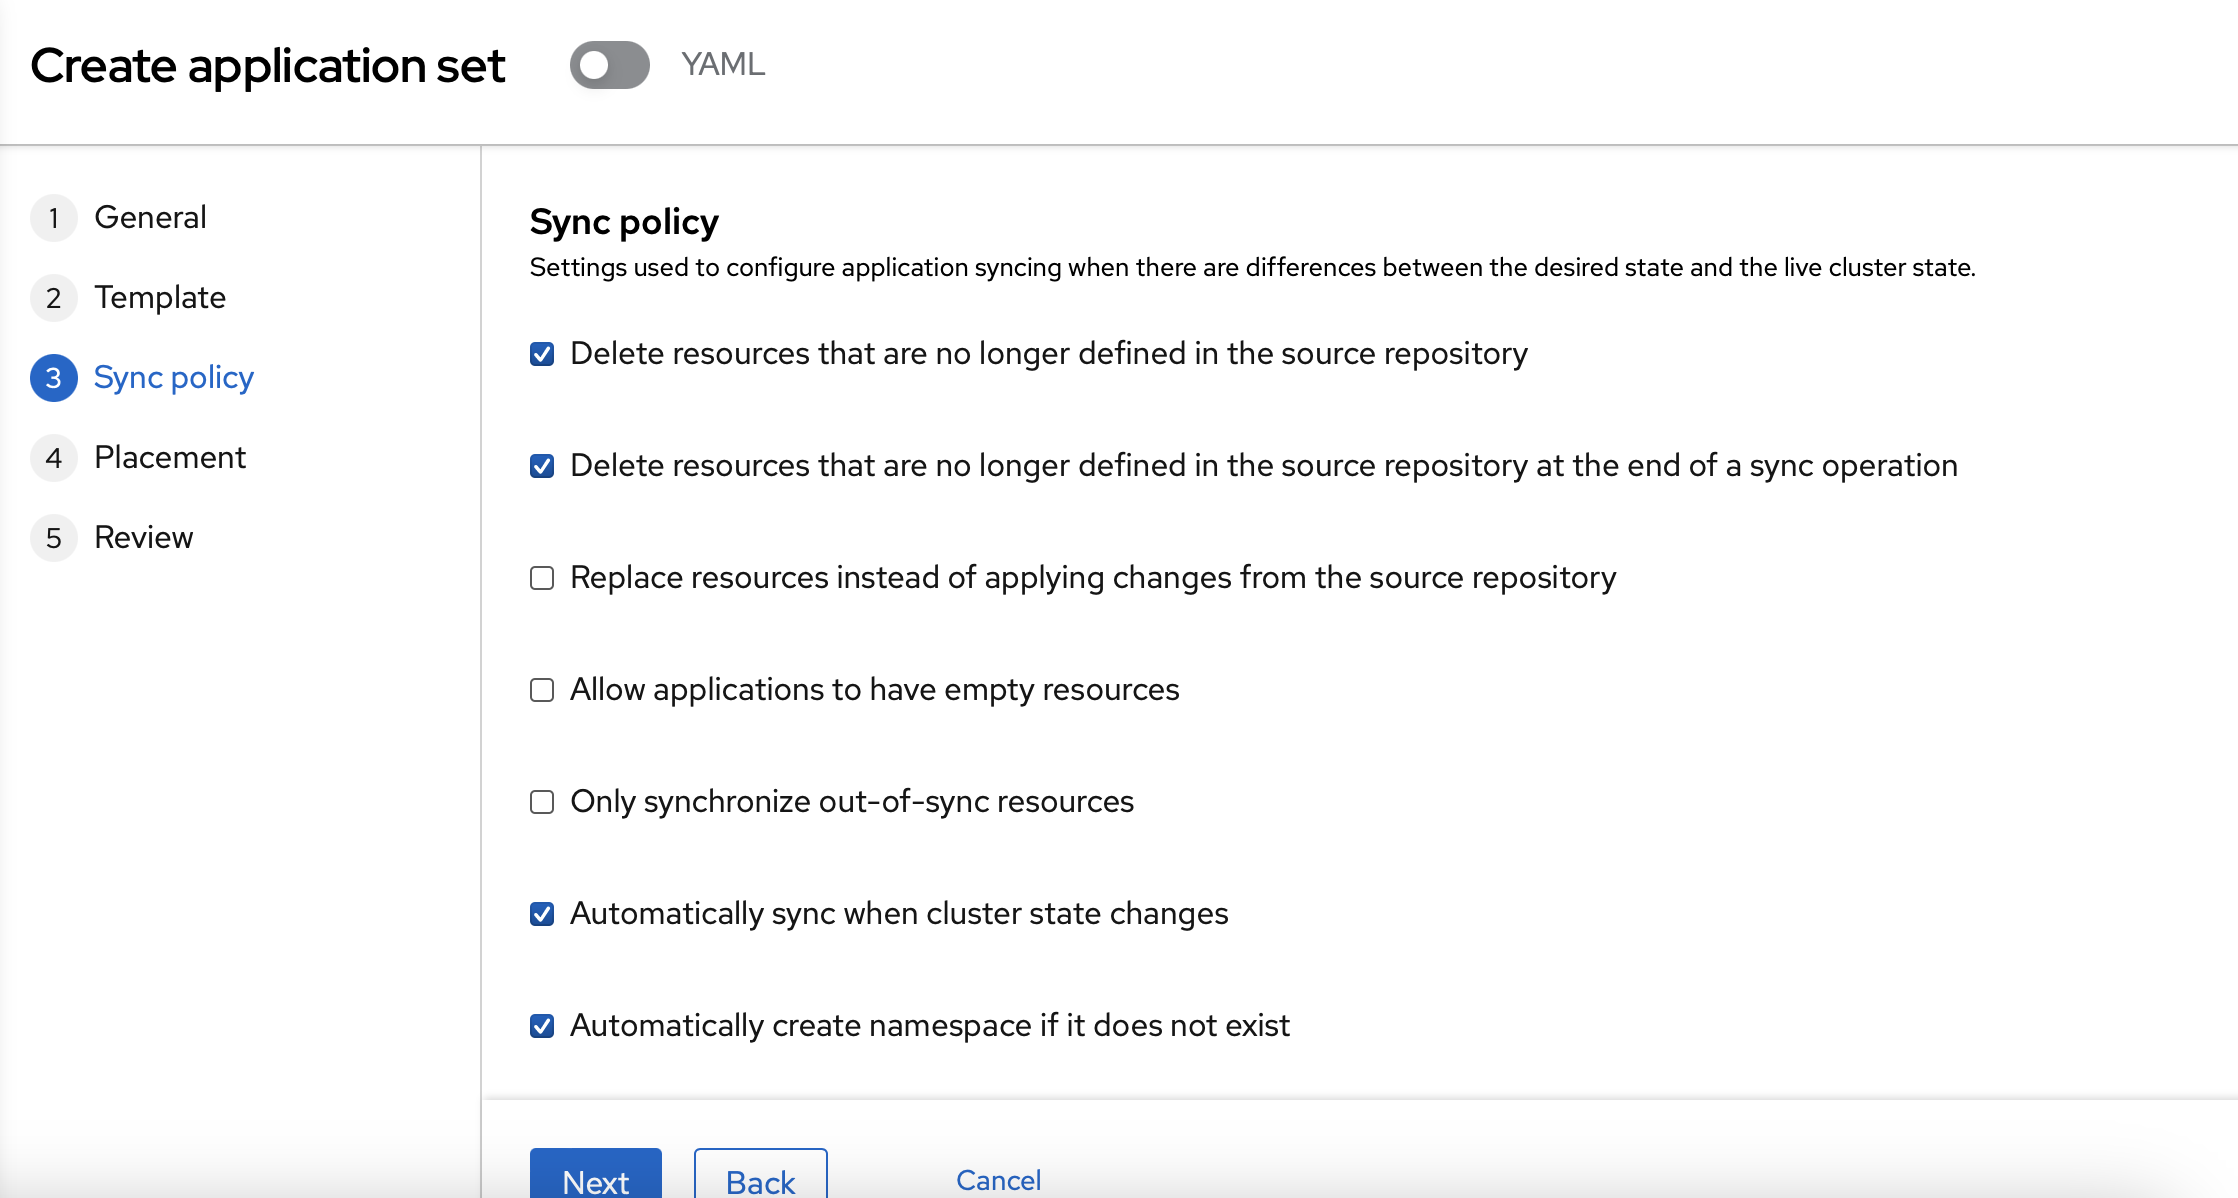 Create application set
YAML
1 General
2 Template
3 Sync policy
4 Placement
5 Review
Sync policy
Settings used to configure application syncing when there are differences between the desired state and the live cluster state.
Delete resources that are no longer defined in the source repository
Delete resources that are no longer defined in the source repository at the end of a sync operation
Replace resources instead of applying changes from the source repository
Allow applications to have empty resources
Only synchronize out-of-sync resources
Automatically sync when cluster state changes
Automatically create namespace if it does not exist
Next Back Cancel